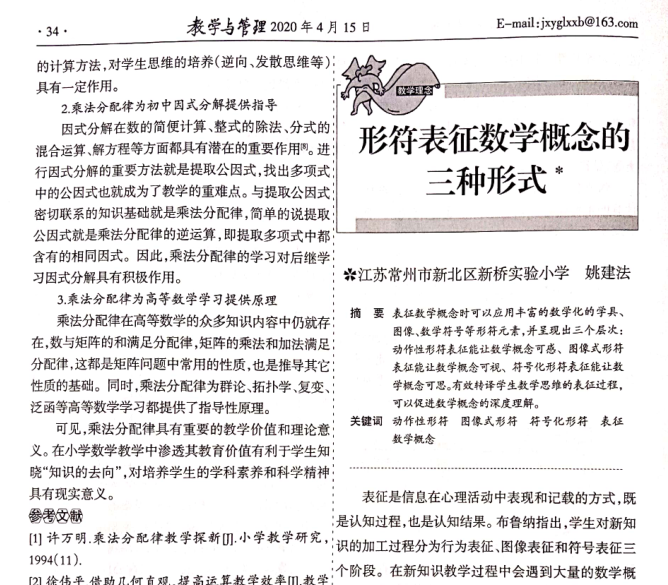 ·34·
教学与管理 2020 年 4 月 15 日
E-mail:jxyglxxb@163.com
的计算方法,对学生思维的培养(逆向、发散思维等)
具有一定作用。
2.乘法分配律为初中因式分解提供指导
因式分解在数的简便计算、整式的除法、分式的
混合运算、解方程等方面都具有潜在的重要作用[8]。进
行因式分解的重要方法就是提取公因式,找出多项式
中的公因式也就成为了教学的重难点。与提取公因式
密切联系的知识基础就是乘法分配律,简单的说提取
公因式就是乘法分配律的逆运算,即提取多项式中都
含有的相同因式。因此,乘法分配律的学习对后继学
习因式分解具有积极作用。
3.乘法分配律为高等数学学习提供原理
乘法分配律在高等数学的众多知识内容中仍就存
在,数与矩阵的和满足分配律,矩阵的乘法和加法满足
分配律,这都是矩阵问题中常用的性质,也是推导其它
性质的基础。同时,乘法分配律为群论、拓扑学、复变、
泛函等高等数学学习都提供了指导性原理。
可见,乘法分配律具有重要的教学价值和理论意
义。在小学数学教学中渗透其教育价值有利于学生知
晓“知识的去向”,对培养学生的学科素养和科学精神
具有现实意义。
参考文献
[1] 许万明.乘法分配律教学探新[J].小学教学研究,
1994(11).
[2] 徐伟平.借助几何直观,提高运算教学效率[J].教学
教学理念
形符表征数学概念的
三种形式*
✽江苏常州市新北区新桥实验小学 姚建法
摘 要 表征数学概念时可以应用丰富的数学化的学具、
图像、数学符号等形符元素,并呈现出三个层次:
动作性形符表征能让数学概念可感、图像式形符
表征能让数学概念可视、符号化形符表征能让数
学概念可思。有效转译学生数学思维的表征过程,
可以促进数学概念的深度理解。
关键词 动作性形符 图像式形符 符号化形符 表征
数学概念
表征是信息在心理活动中表现和记载的方式,既
是认知过程,也是认知结果。布鲁纳指出,学生对新知
识的加工过程分为行为表征、图像表征和符号表征三
个阶段。在新知识教学过程中会遇到大量的数学概